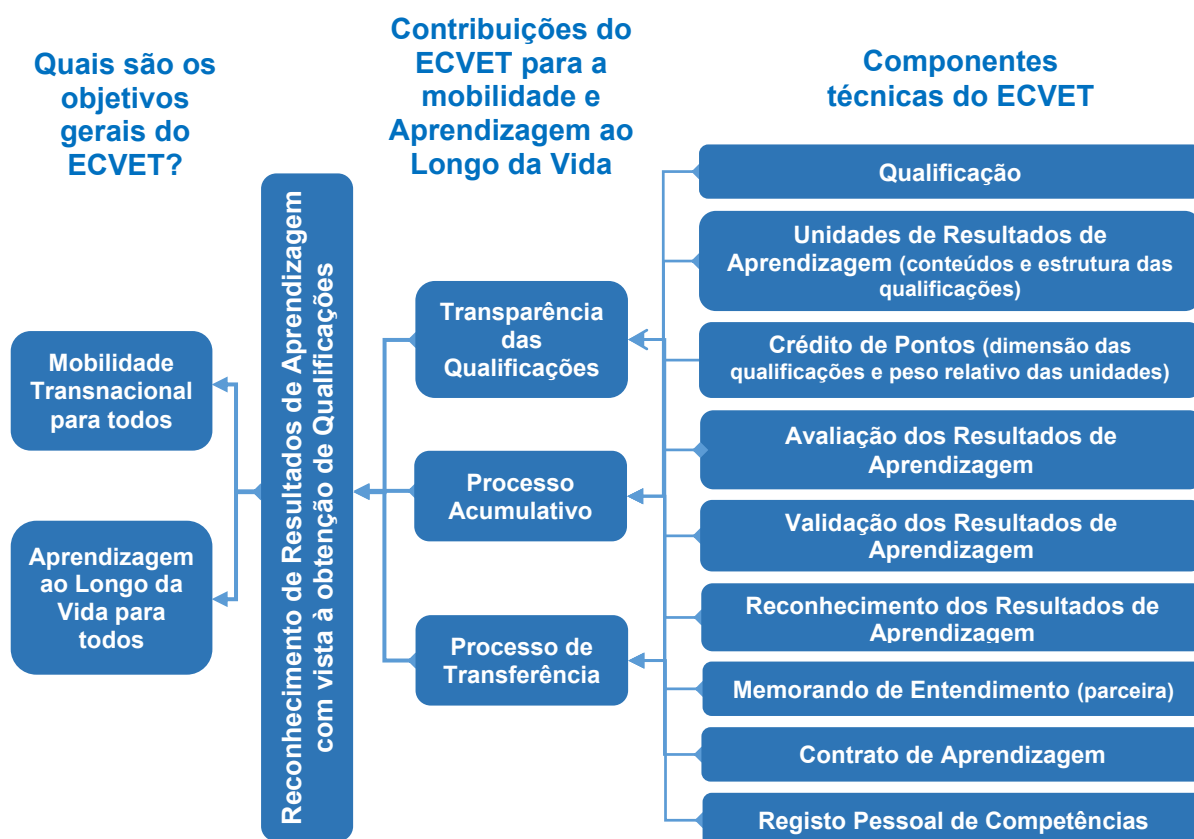 Quais são os
objetivos
gerais do
ECVET?
Contribuições do
ECVET para a
mobilidade e
Aprendizagem ao
Longo da Vida
Componentes
técnicas do ECVET
Mobilidade
Transnacional
para todos
Aprendizagem
ao Longo da
Vida para
todos
Reconhecimento de Resultados de Aprendizagem
com vista à obtenção de Qualificações
Transparência
das
Qualificações
Processo
Acumulativo
Processo de
Transferência
Qualificação
Unidades de Resultados de
Aprendizagem (conteúdos e estrutura das
qualificações)
Crédito de Pontos (dimensão das
qualificações e peso relativo das unidades)
Avaliação dos Resultados de
Aprendizagem
Validação dos Resultados de
Aprendizagem
Reconhecimento dos Resultados de
Aprendizagem
Memorando de Entendimento (parceira)
Contrato de Aprendizagem
Registo Pessoal de Competências